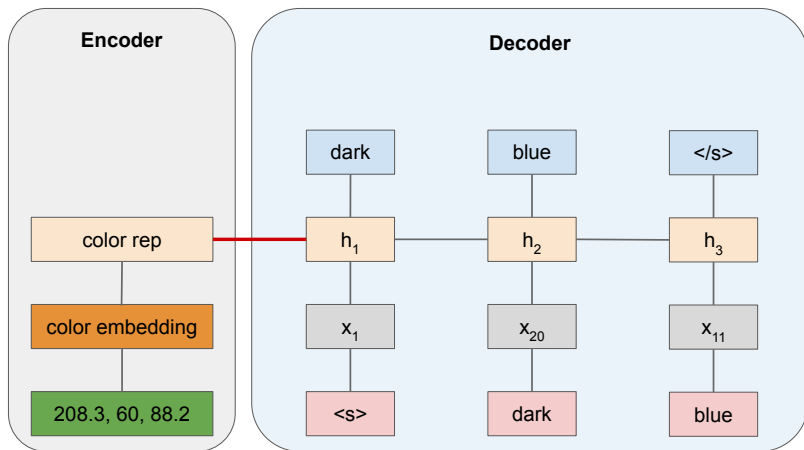 Encoder
Decoder
dark
blue
</s>
color rep
h₁
h₂
h₃
color embedding
x₁
x₂₀
x₁₁
208.3, 60, 88.2
<s>
dark
blue